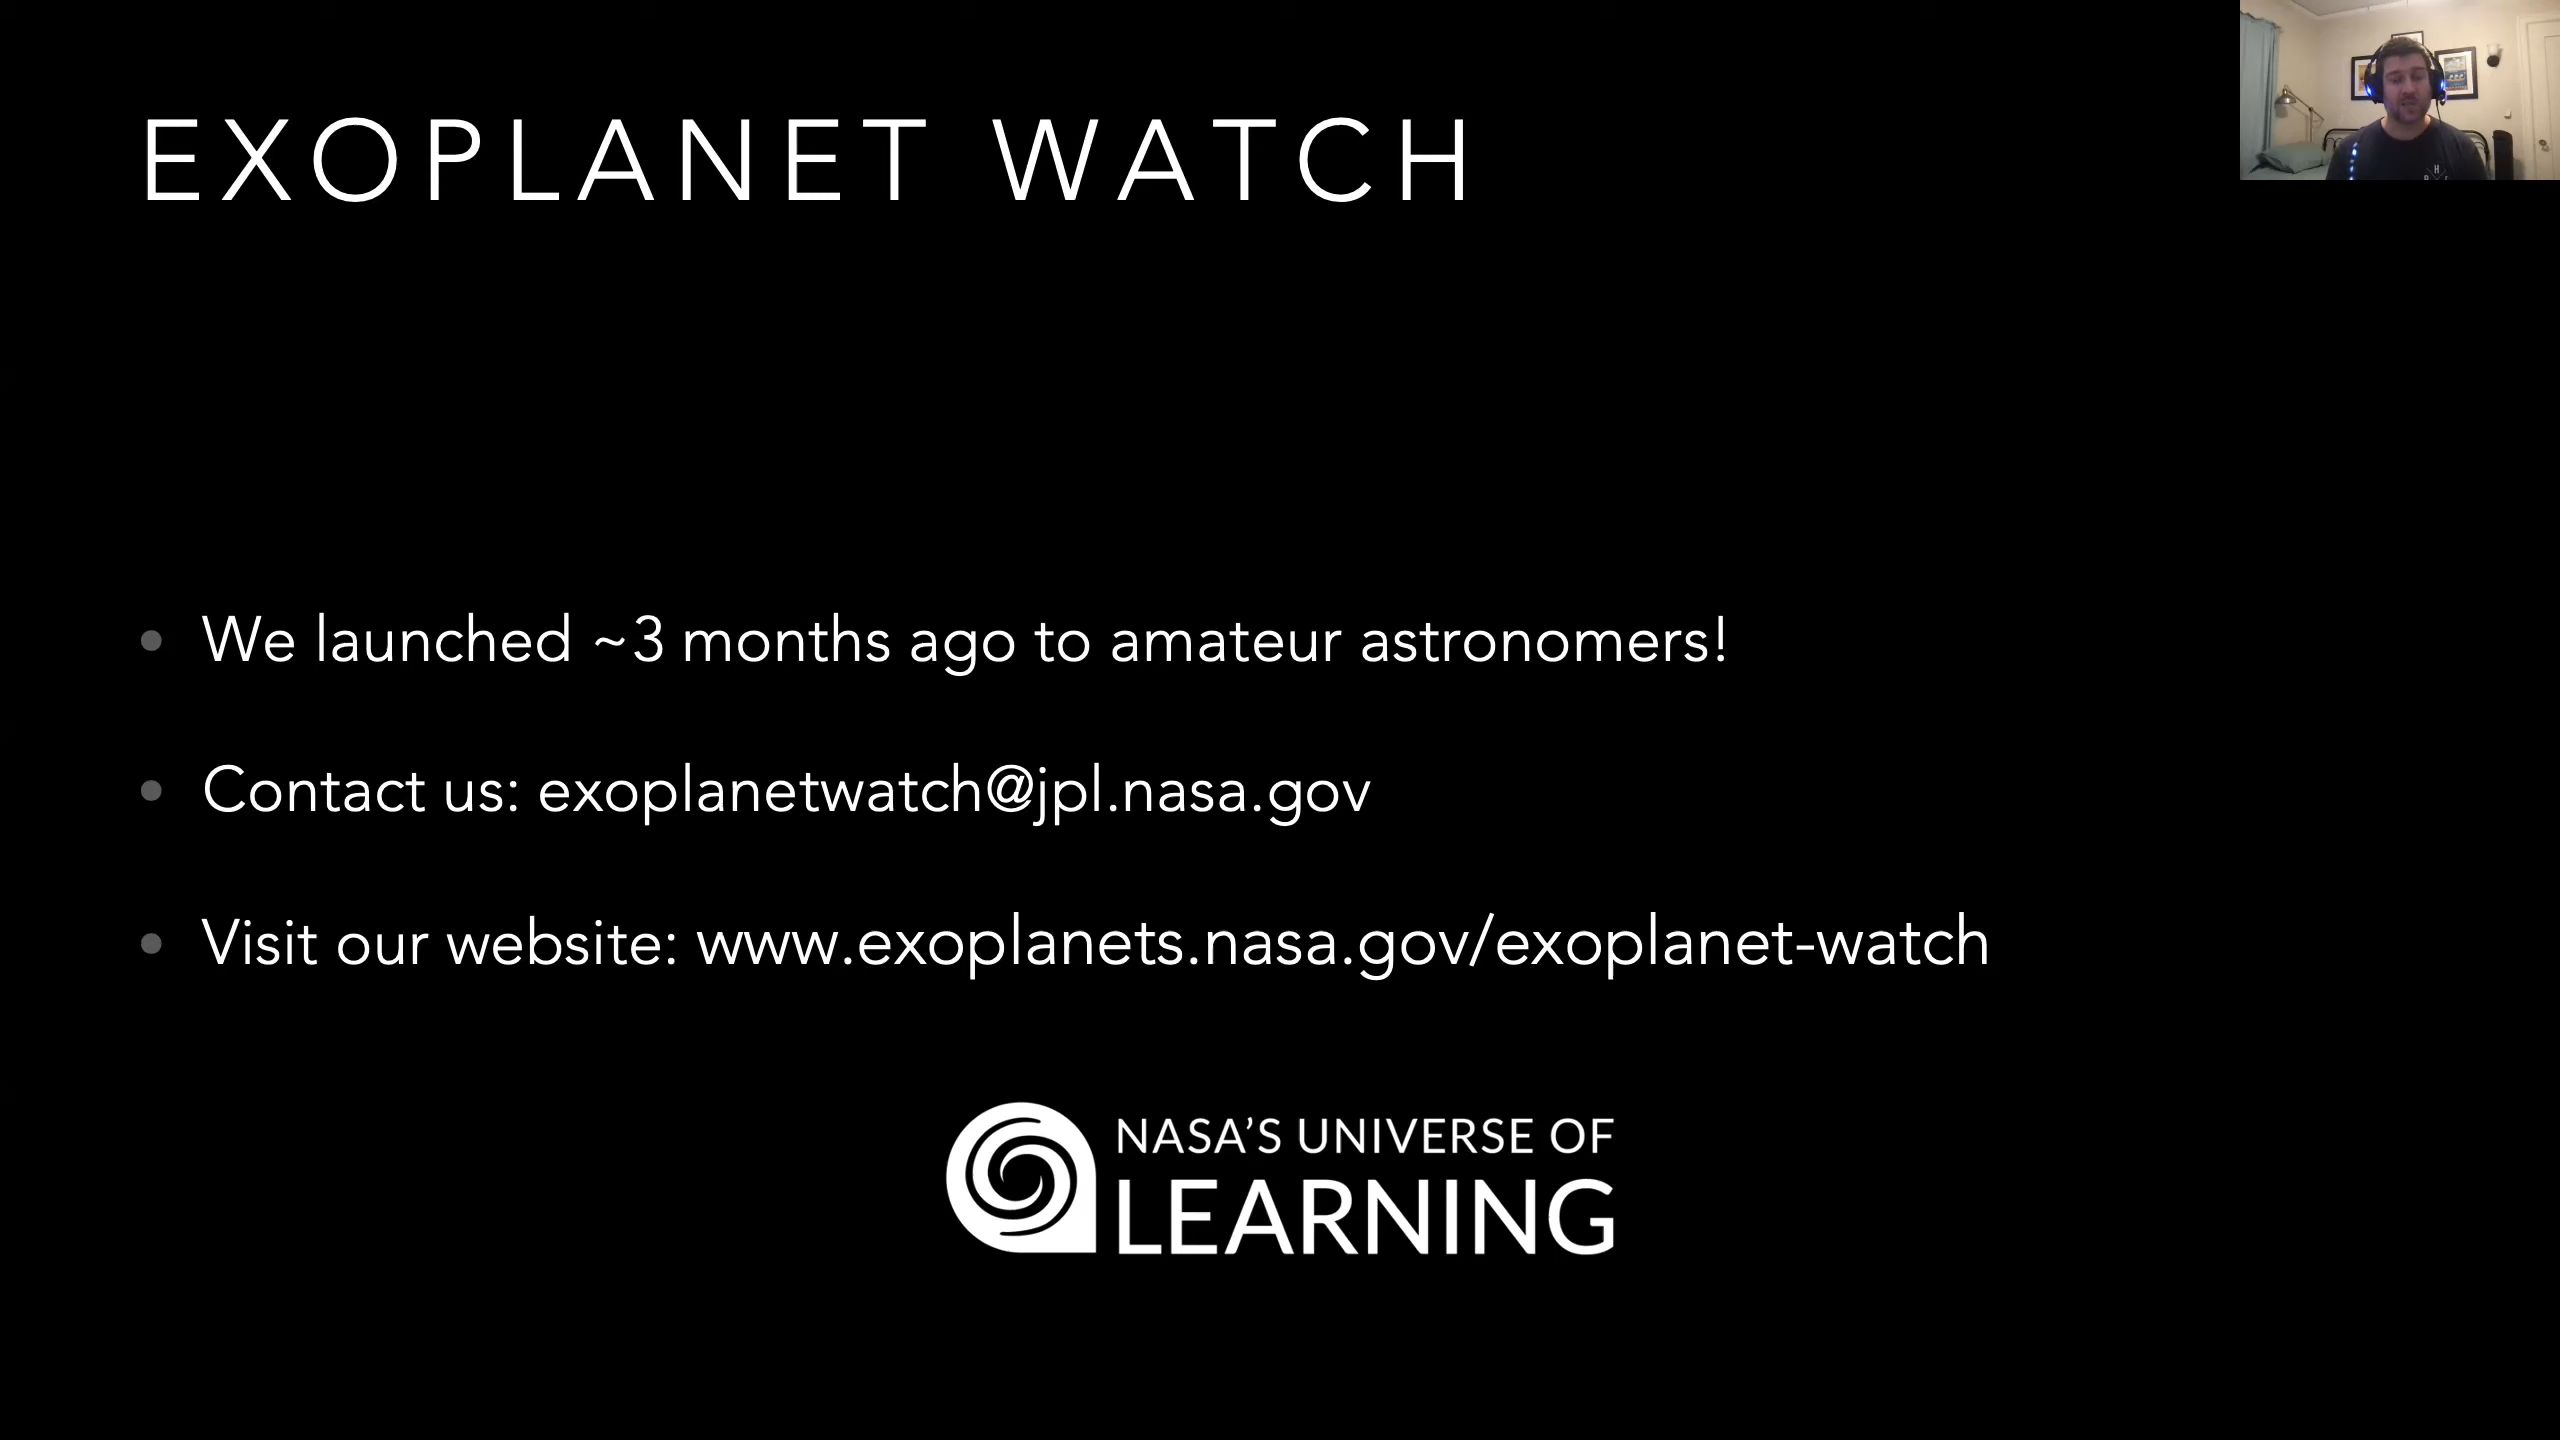 EXOPLANET WATCH
We launched ~3 months ago to amateur astronomers!
Contact us: exoplanetwatch@jpl.nasa.gov
Visit our website: www.exoplanets.nasa.gov/exoplanet-watch
NASA'S UNIVERSE OF
LEARNING